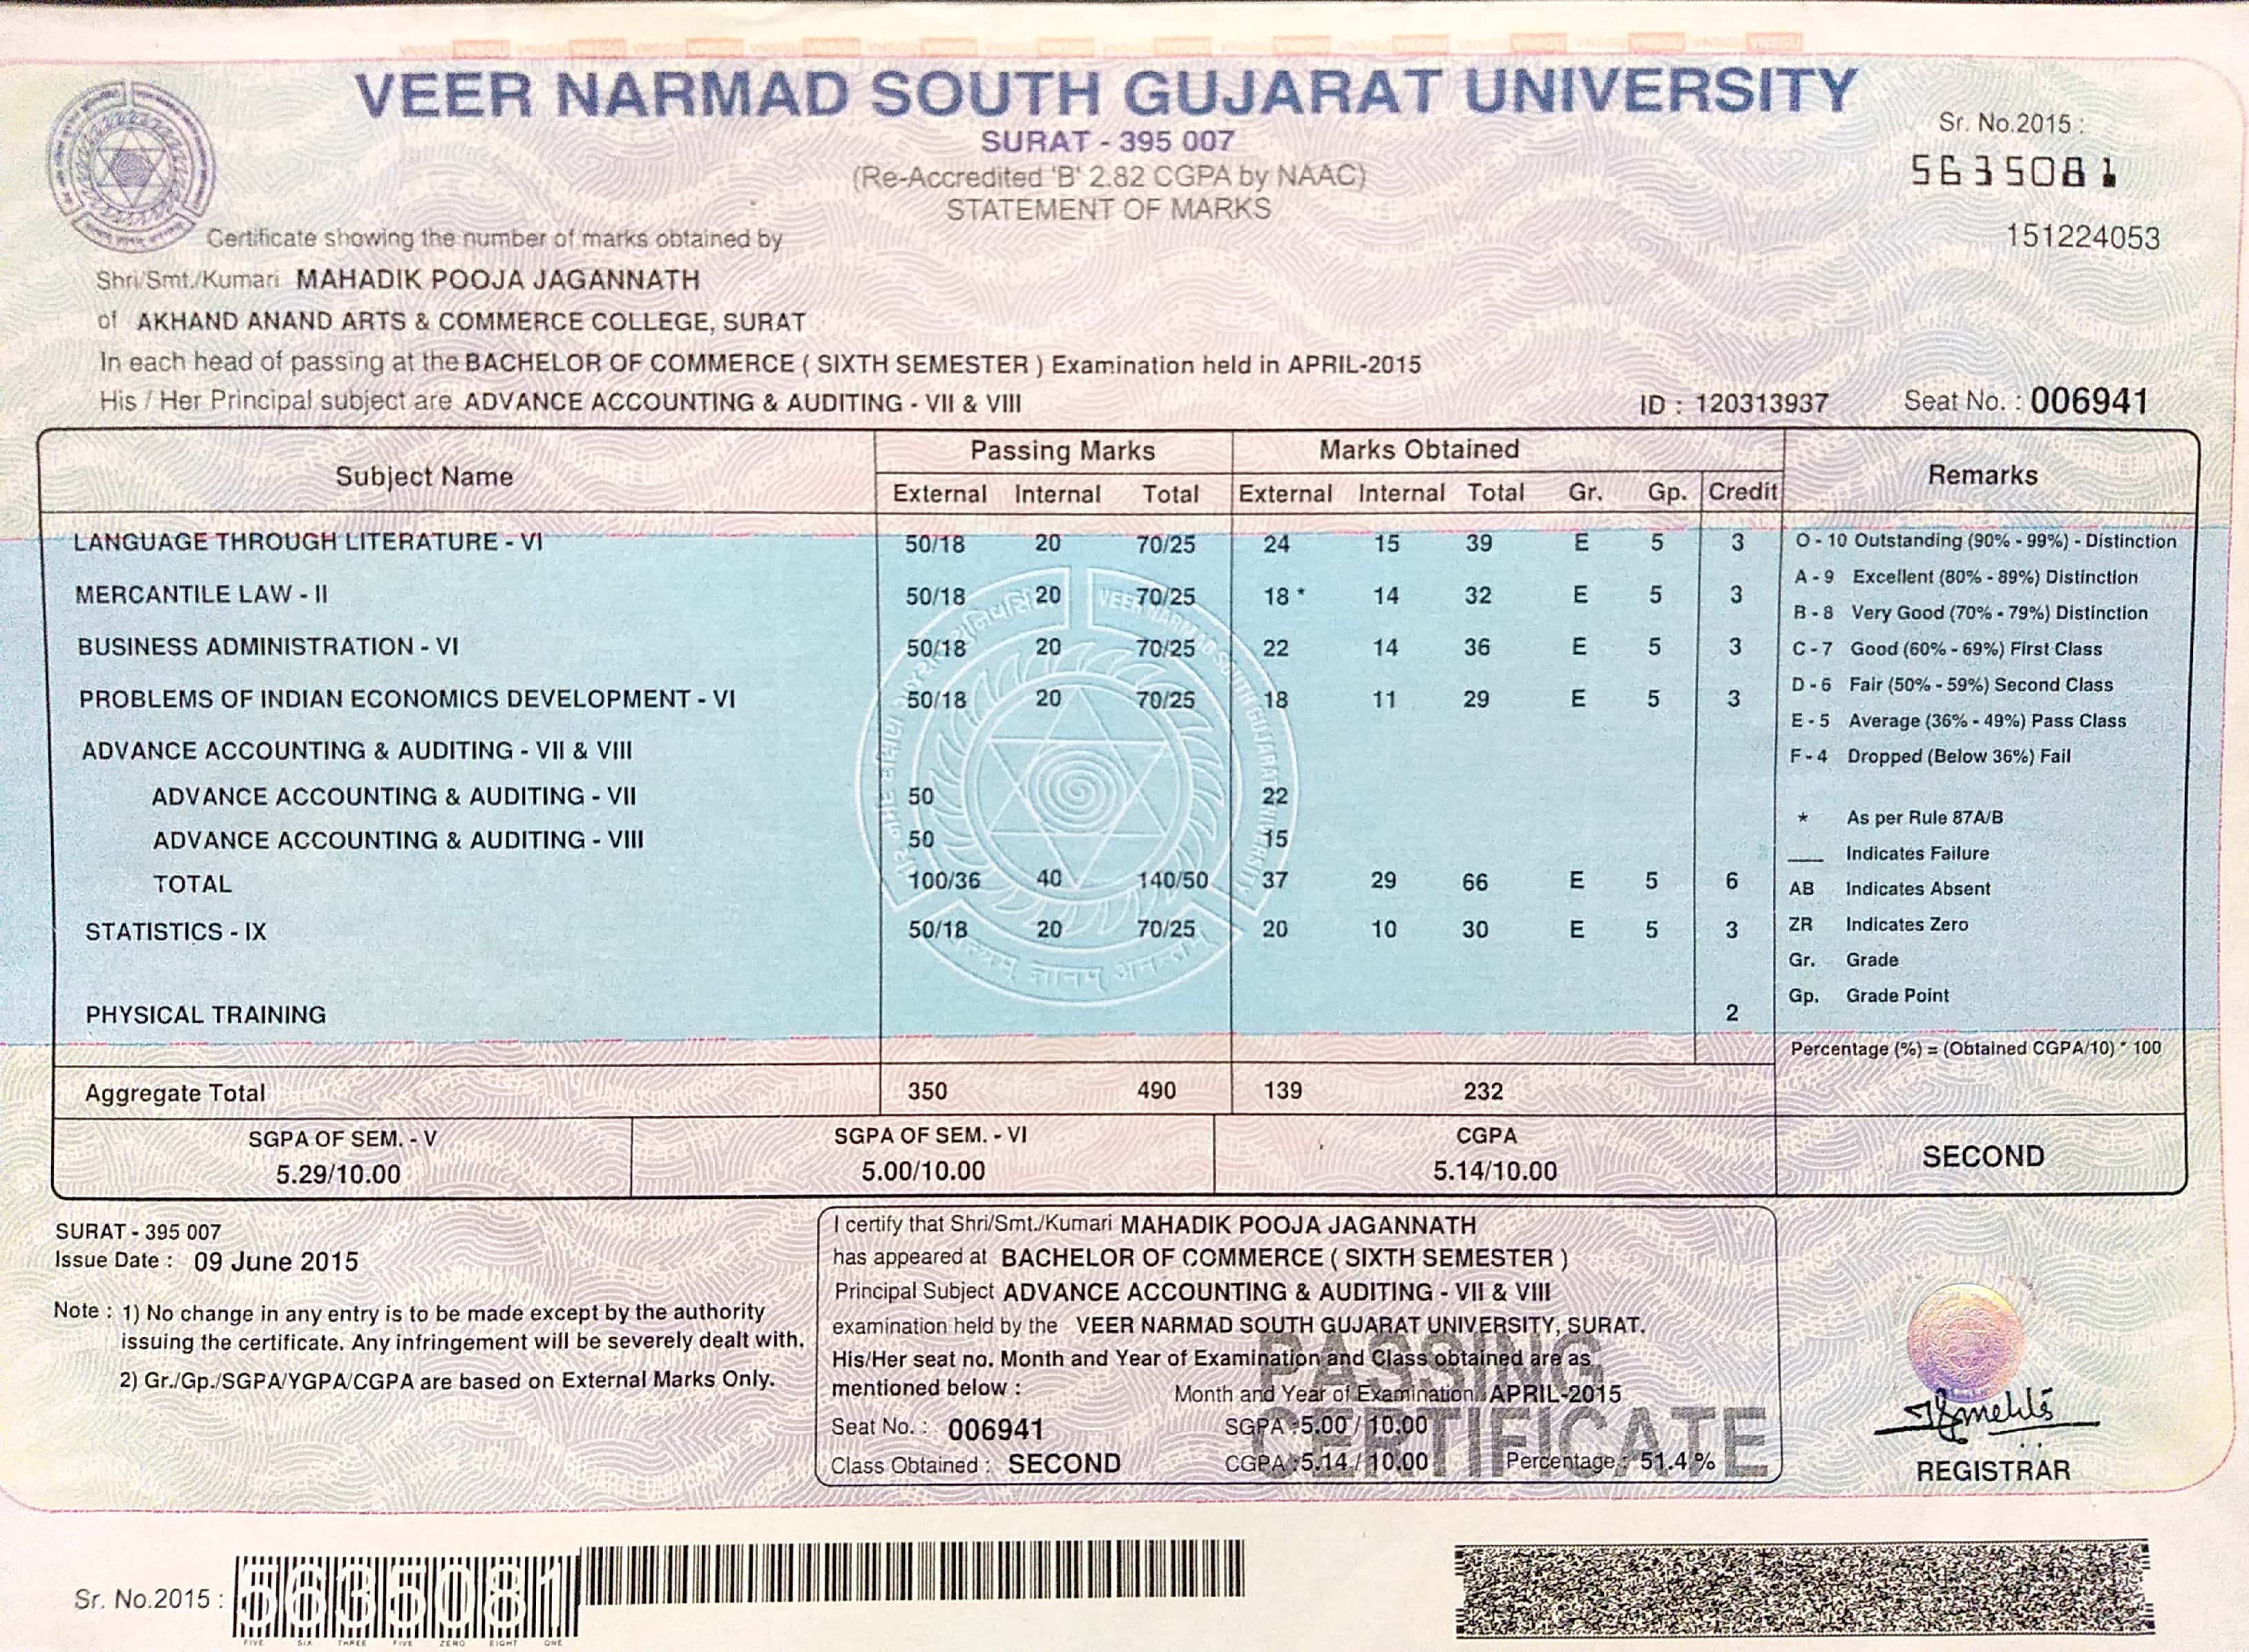 VEER NARMAD SOUTH GUJARAT UNIVERSITY
SURAT - 395 007
(Re-Accredited 'B' 2.82 CGPA by NAAC)
STATEMENT OF MARKS
Sr. No.2015 :
5635081
151224053
Certificate showing the number of marks obtained by
Shri/Smt./Kumari MAHADIK POOJA JAGANNATH
of AKHAND ANAND ARTS & COMMERCE COLLEGE, SURAT
In each head of passing at the BACHELOR OF COMMERCE ( SIXTH SEMESTER ) Examination held in APRIL-2015
His / Her Principal subject are ADVANCE ACCOUNTING & AUDITING - VII & VIII ID : 120313937 Seat No. : 006941
Subject Name Passing Marks Marks Obtained Remarks
External Internal Total External Internal Total Gr. Gp. Credit
LANGUAGE THROUGH LITERATURE - VI 50/18 20 70/25 24 15 39 E 5 3
MERCANTILE LAW - II 50/18 20 70/25 18 * 14 32 E 5 3
BUSINESS ADMINISTRATION - VI 50/18 20 70/25 22 14 36 E 5 3
PROBLEMS OF INDIAN ECONOMICS DEVELOPMENT - VI 50/18 20 70/25 18 11 29 E 5 3
ADVANCE ACCOUNTING & AUDITING - VII & VIII
ADVANCE ACCOUNTING & AUDITING - VII 50 22
ADVANCE ACCOUNTING & AUDITING - VIII 50 15
TOTAL 100/36 40 140/50 37 29 66 E 5 6
STATISTICS - IX 50/18 20 70/25 20 10 30 E 5 3
PHYSICAL TRAINING 2
O - 10 Outstanding (90% - 99%) - Distinction
A - 9 Excellent (80% - 89%) Distinction
B - 8 Very Good (70% - 79%) Distinction
C - 7 Good (60% - 69%) First Class
D - 6 Fair (50% - 59%) Second Class
E - 5 Average (36% - 49%) Pass Class
F - 4 Dropped (Below 36%) Fail
* As per Rule 87A/B
___ Indicates Failure
AB Indicates Absent
ZR Indicates Zero
Gr. Grade
Gp. Grade Point
Percentage (%) = (Obtained CGPA/10) * 100
Aggregate Total 350 490 139 232
SGPA OF SEM. - V SGPA OF SEM. - VI CGPA
5.29/10.00 5.00/10.00 5.14/10.00 SECOND
SURAT - 395 007
Issue Date : 09 June 2015
Note : 1) No change in any entry is to be made except by the authority
issuing the certificate. Any infringement will be severely dealt with.
2) Gr./Gp./SGPA/YGPA/CGPA are based on External Marks Only.
I certify that Shri/Smt./Kumari MAHADIK POOJA JAGANNATH
has appeared at BACHELOR OF COMMERCE ( SIXTH SEMESTER )
Principal Subject ADVANCE ACCOUNTING & AUDITING - VII & VIII
examination held by the VEER NARMAD SOUTH GUJARAT UNIVERSITY, SURAT.
His/Her seat no. Month and Year of Examination and Class obtained are as
mentioned below : Month and Year of Examination: APRIL-2015
Seat No. : 006941 SGPA :5.00 / 10.00
Class Obtained : SECOND CGPA :5.14 / 10.00 Percentage : 51.4 %
PASSING
CERTIFICATE
REGISTRAR
Sr. No.2015 : 5635081
FIVE SIX THREE FIVE ZERO EIGHT ONE